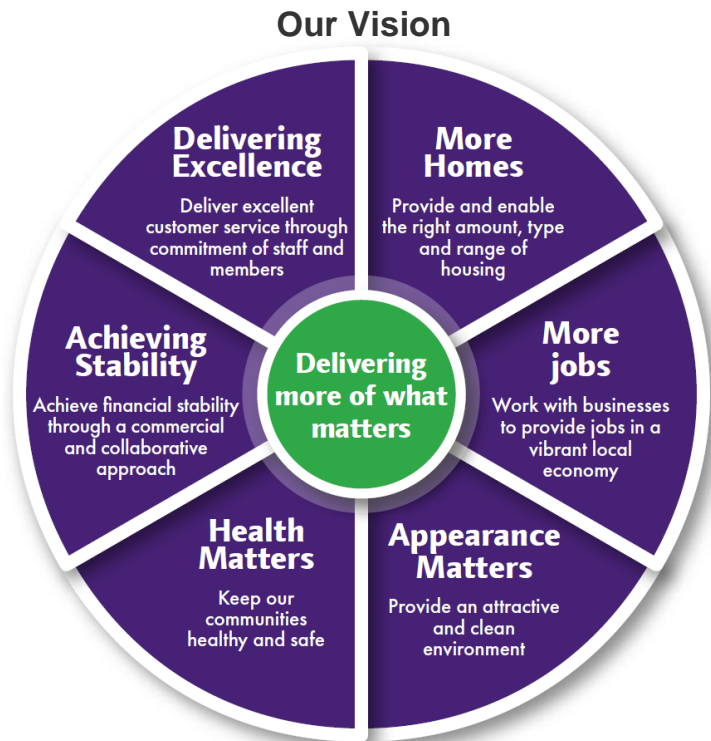 Our Vision
Delivering
Excellence
Deliver excellent
customer service through
commitment of staff and
members
More
Homes
Provide and enable
the right amount, type
and range of
housing
Achieving
Stability
Achieve financial stability
through a commercial
and collaborative
approach
Delivering
more of what
matters
More
jobs
Work with businesses
to provide jobs in a
vibrant local
economy
Health
Matters
Keep our
communities
healthy and safe
Appearance
Matters
Provide an attractive
and clean
environment